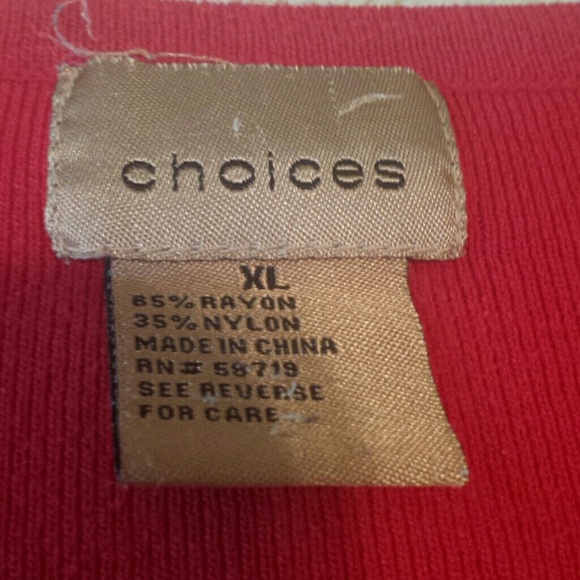 choices
XL
65% RAYON
35% NYLON
MADE IN CHINA
RN# 58719
SEE REVERSE
FOR CARE